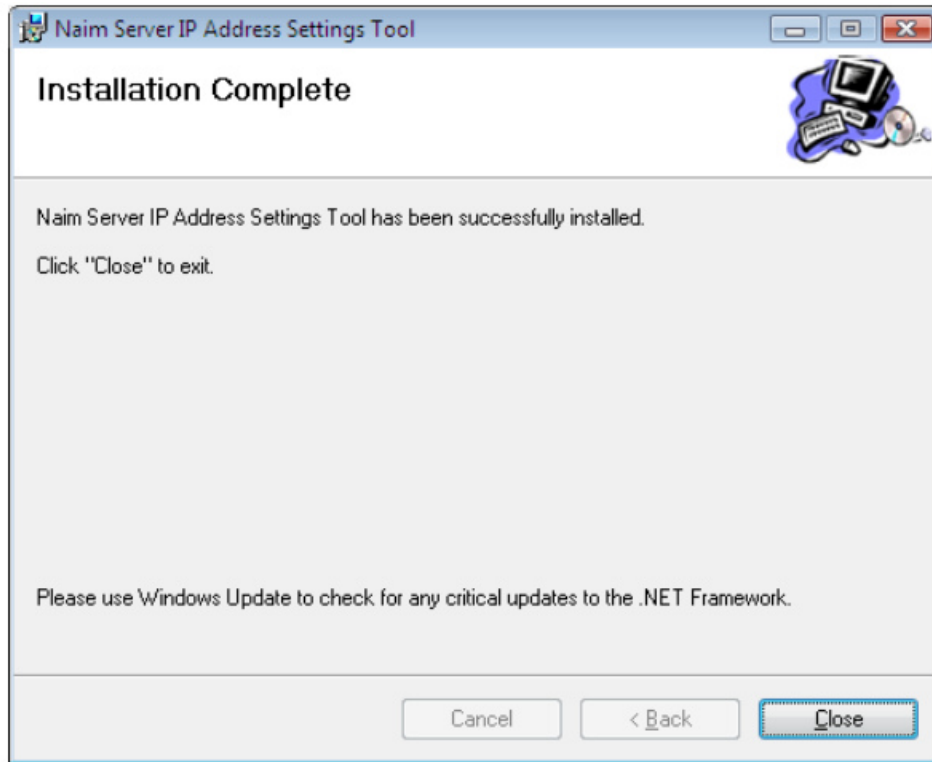 Naim Server IP Address Settings Tool
Installation Complete
Naim Server IP Address Settings Tool has been successfully installed.
Click "Close" to exit.
Please use Windows Update to check for any critical updates to the .NET Framework.
Cancel
< Back
Close